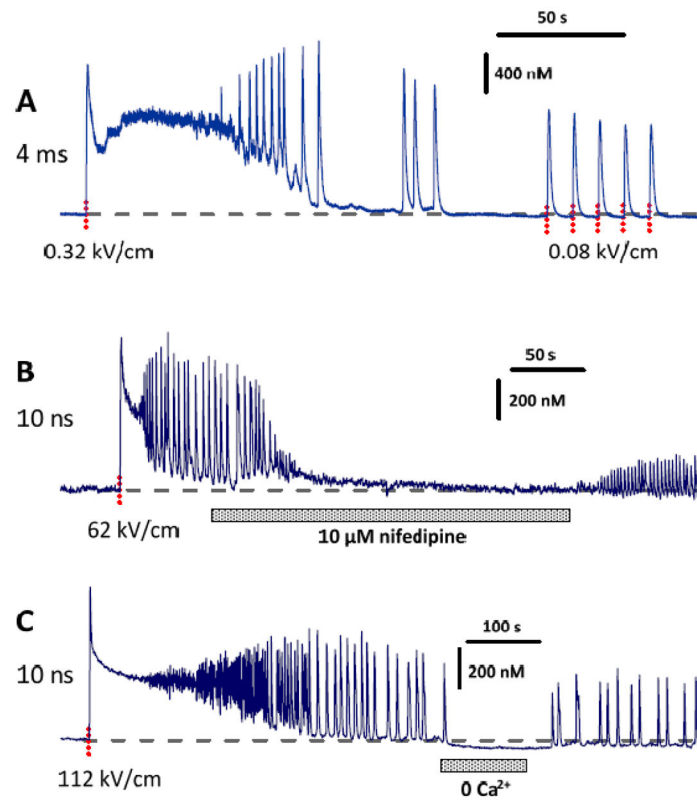 50 s
400 nM
A
4 ms
0.32 kV/cm
0.08 kV/cm
50 s
B
200 nM
10 ns
62 kV/cm
10 µM nifedipine
C
100 s
200 nM
10 ns
112 kV/cm
0 Ca²⁺